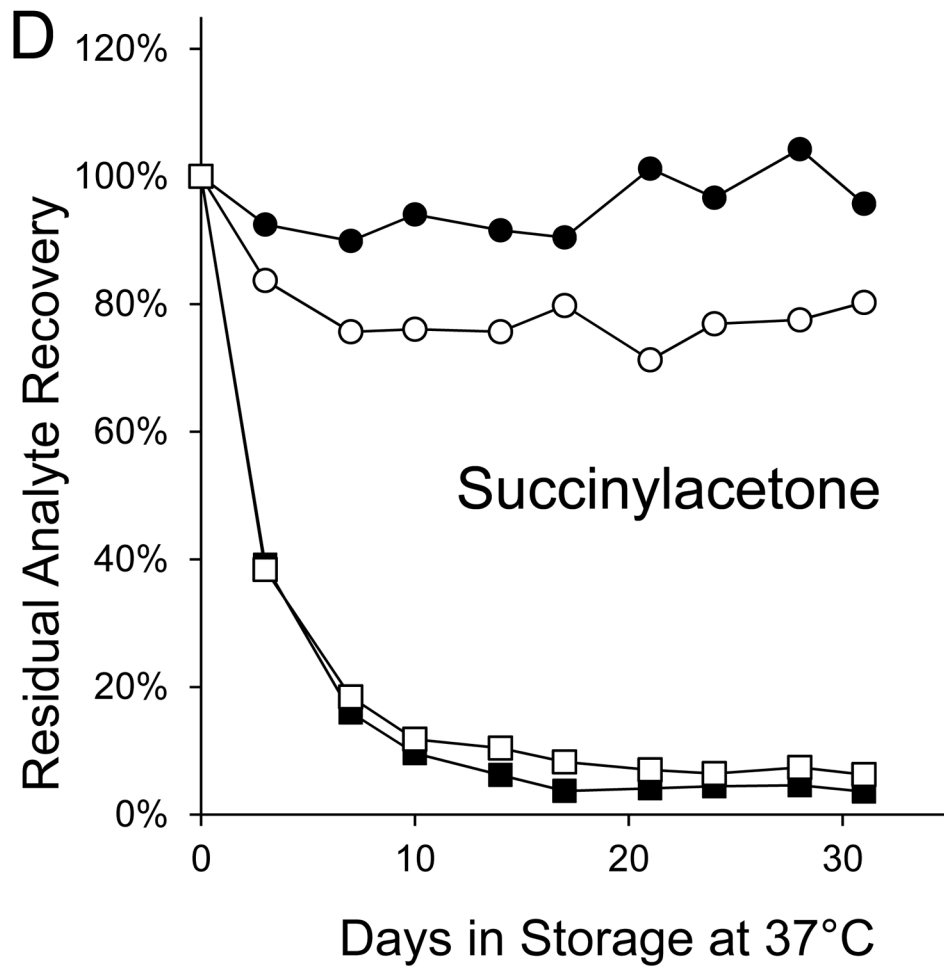 D
120%
100%
80%
60%
40%
20%
0%
Residual Analyte Recovery
Succinylacetone
0 10 20 30
Days in Storage at 37°C